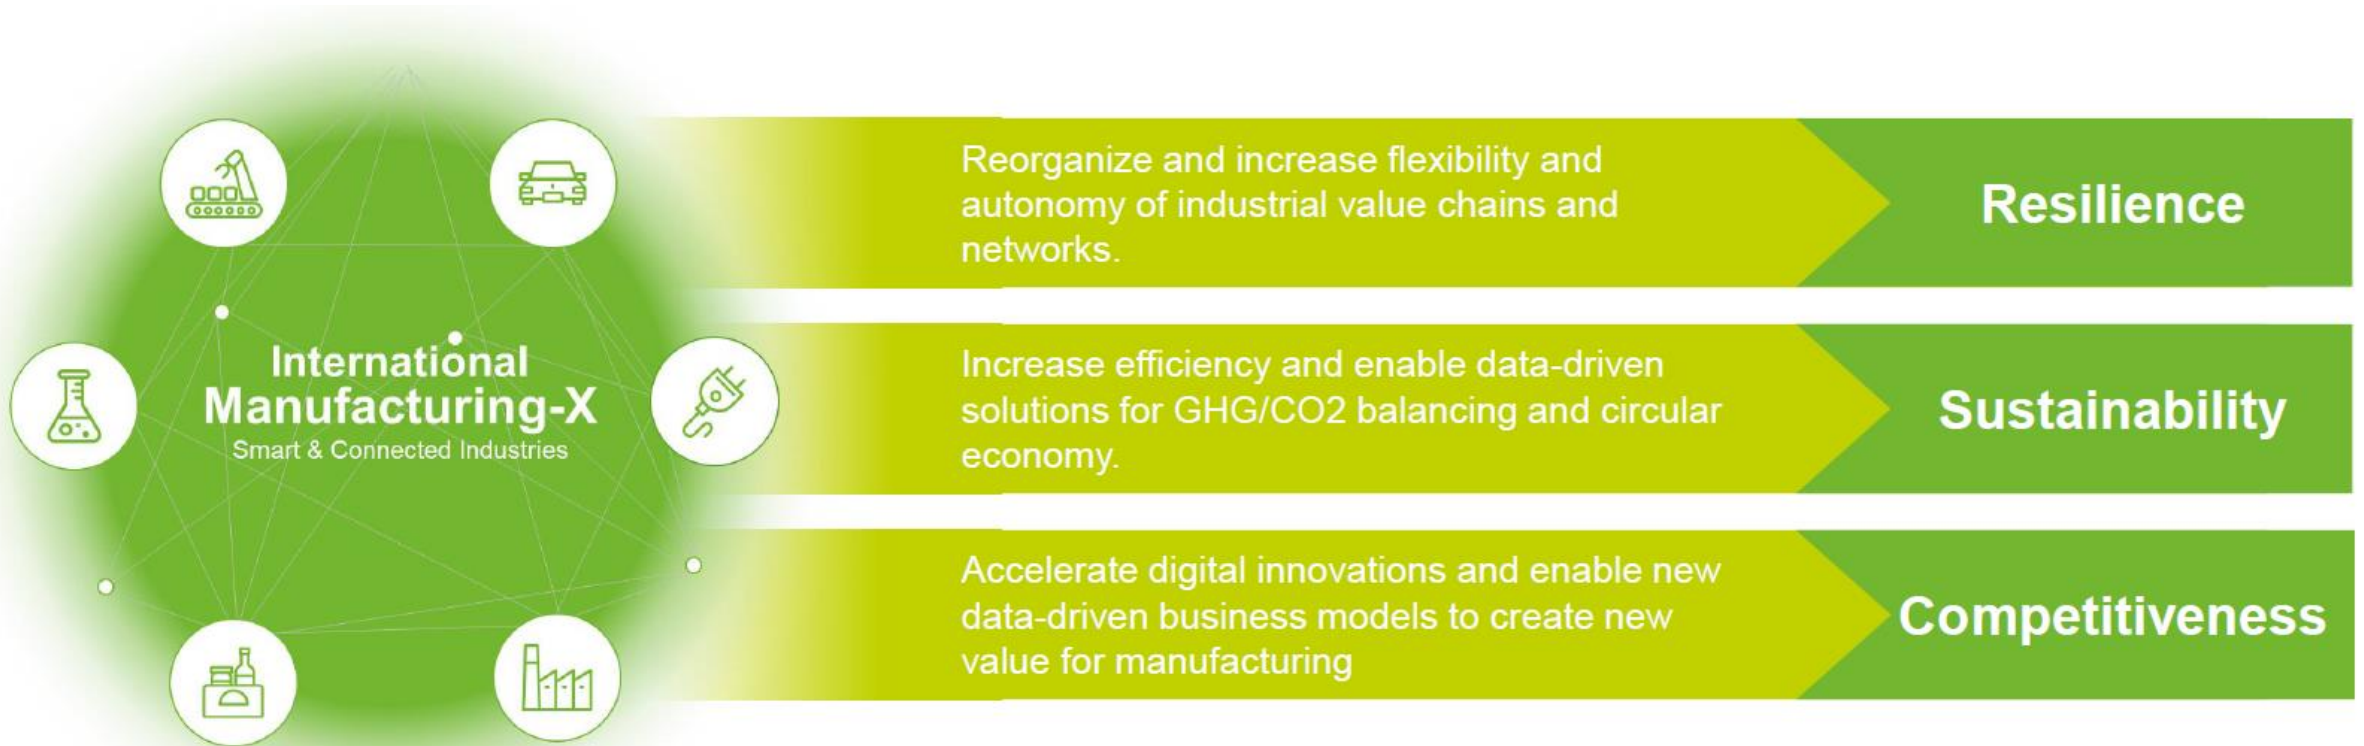 International
Manufacturing-X
Smart & Connected Industries
Reorganize and increase flexibility and
autonomy of industrial value chains and
networks.
Resilience
Increase efficiency and enable data-driven
solutions for GHG/CO2 balancing and circular
economy.
Sustainability
Accelerate digital innovations and enable new
data-driven business models to create new
value for manufacturing
Competitiveness